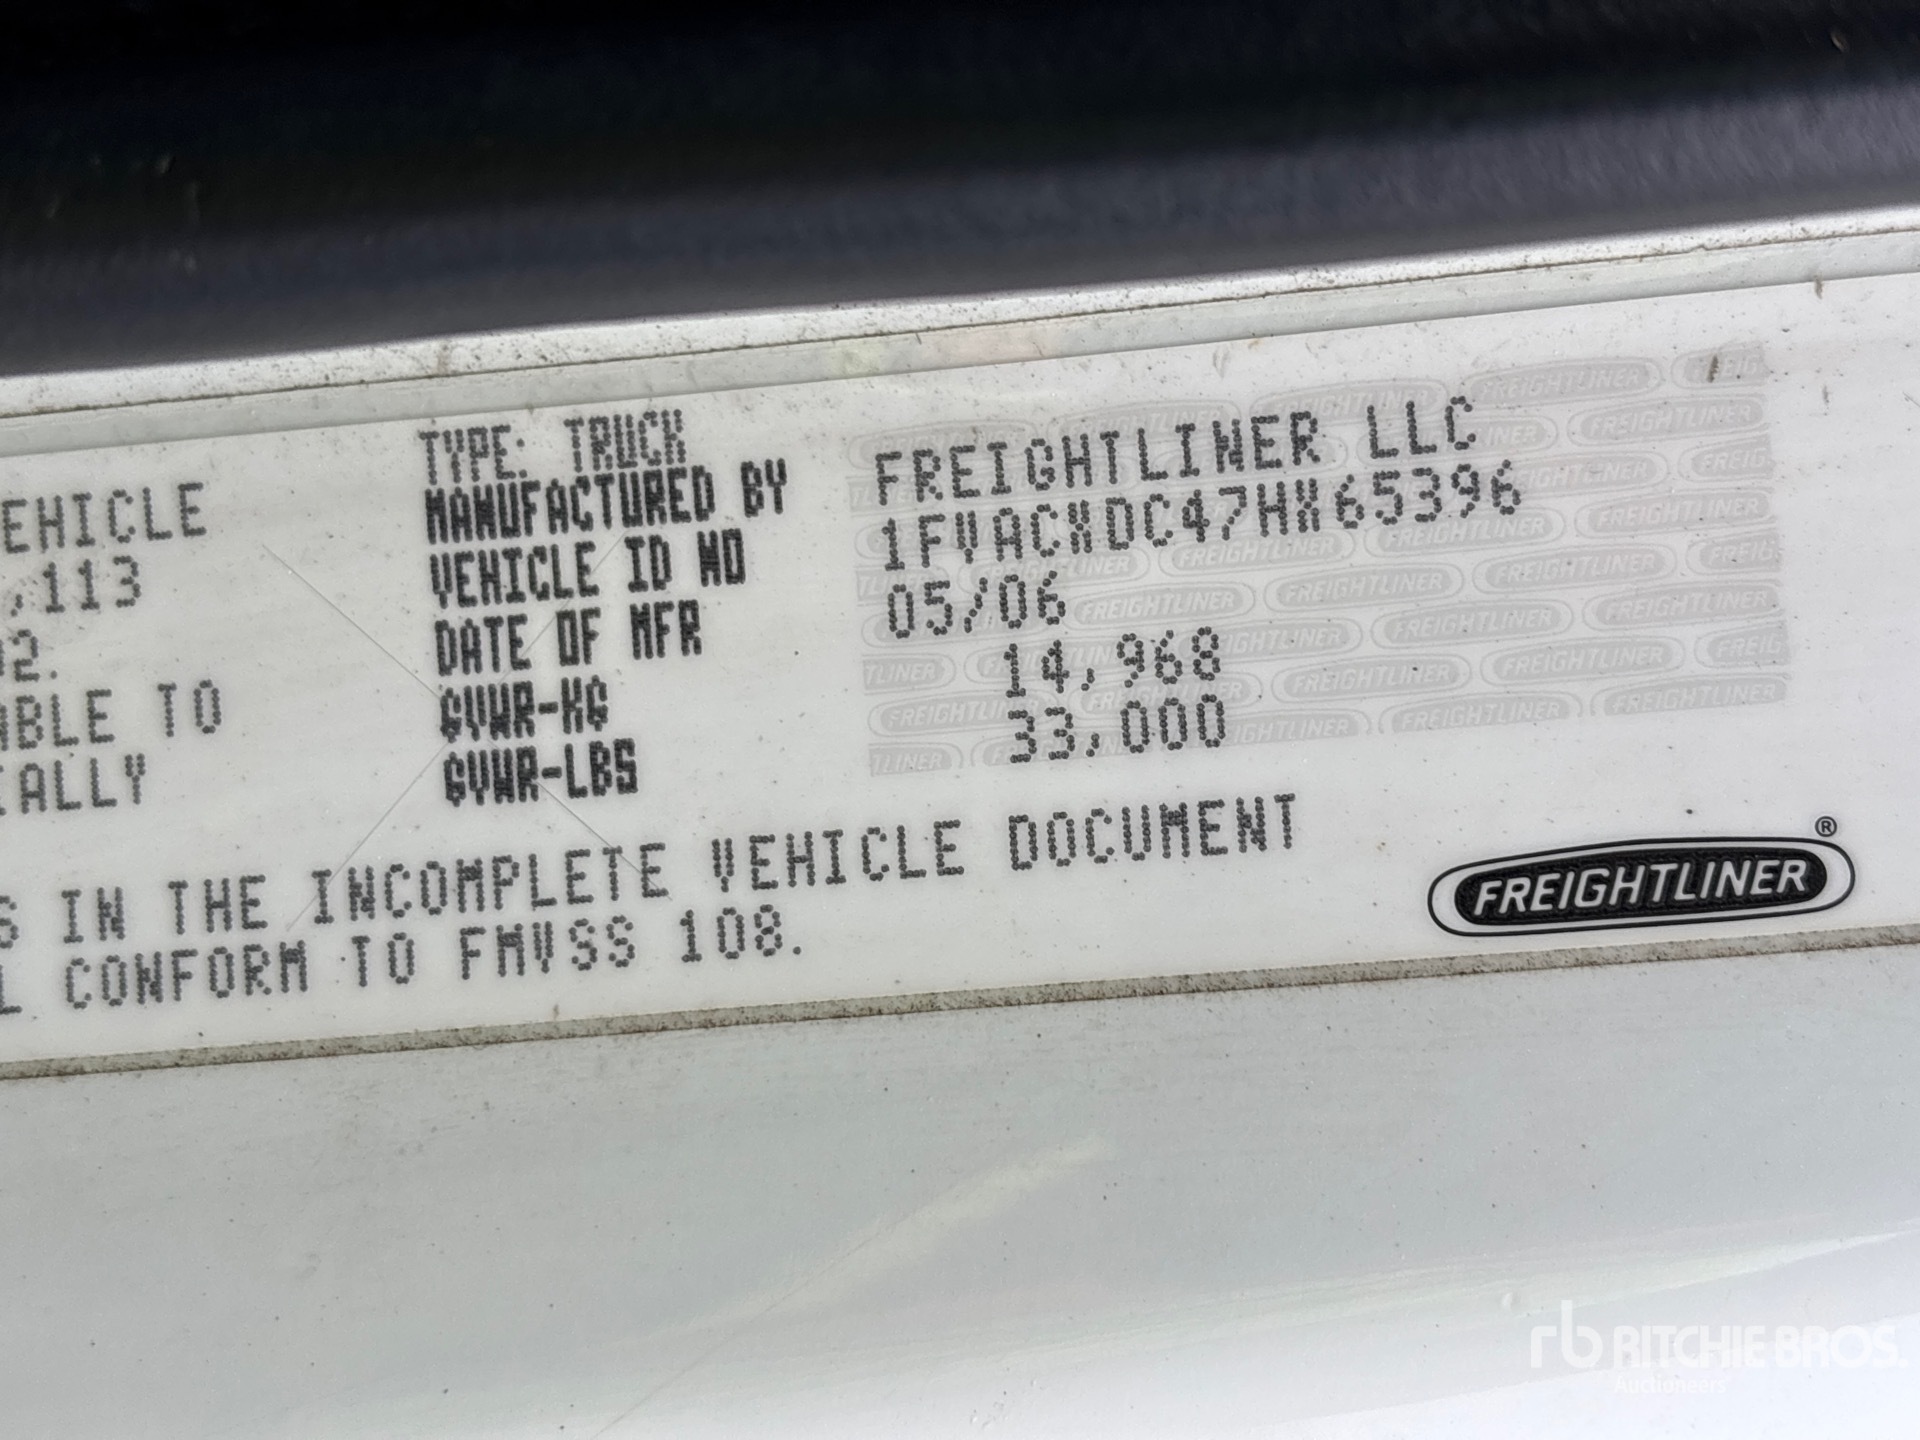 TYPE: TRUCK
EHICLE MANUFACTURED BY FREIGHTLINER LLC
,113 VEHICLE ID NO 1FVACXDC47HX65396
2. DATE OF MFR 05/06
ABLE TO GVWR-KG 14,968
ALLY GVWR-LBS 33,000
S IN THE INCOMPLETE VEHICLE DOCUMENT
L CONFORM TO FMVSS 108.
FREIGHTLINER®
rb RITCHIE BROS.
Auctioneers